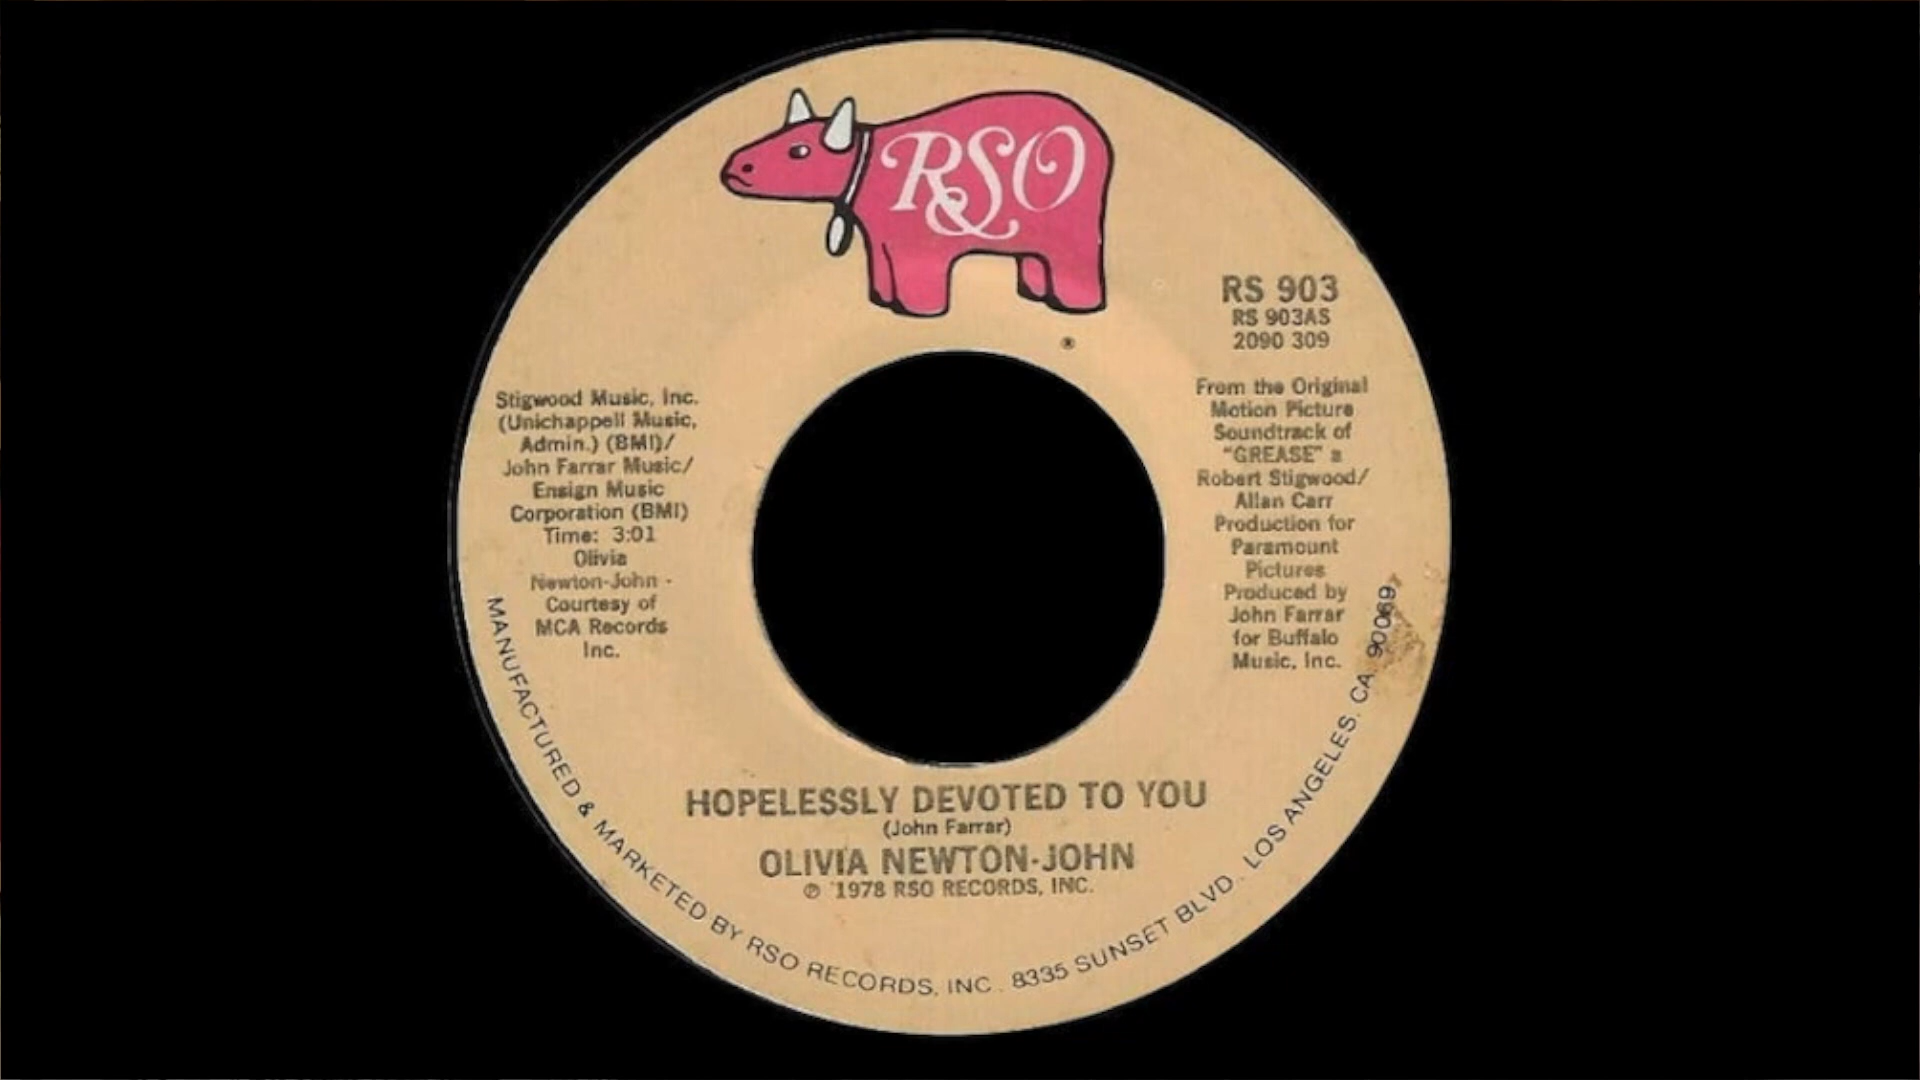 RSO
RS 903
RS 903AS
2090 309
Stigwood Music, Inc.
(Unichappell Music,
Admin.) (BMI)/
John Farrar Music/
Ensign Music
Corporation (BMI)
Time: 3:01
Olivia
Newton-John -
Courtesy of
MCA Records
Inc.
From the Original
Motion Picture
Soundtrack of
"GREASE" a
Robert Stigwood/
Allan Carr
Production for
Paramount
Pictures
Produced by
John Farrar
for Buffalo
Music, Inc.
HOPELESSLY DEVOTED TO YOU
(John Farrar)
OLIVIA NEWTON-JOHN
℗ 1978 RSO RECORDS, INC.
MANUFACTURED & MARKETED BY RSO RECORDS, INC. 8335 SUNSET BLVD. LOS ANGELES, CA. 90069